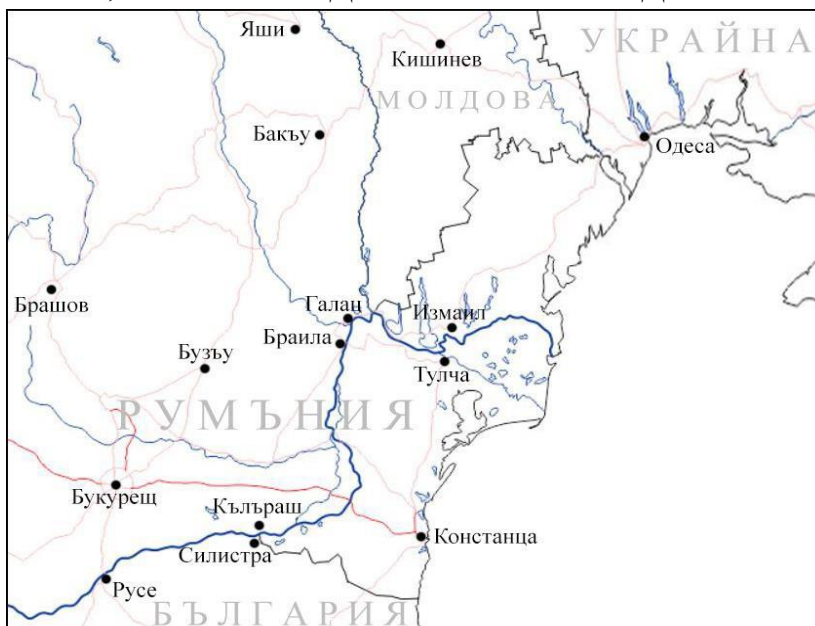 Яши
Кишинев
УКРАЙНА
МОЛДОВА
Бакъу
Одеса
Брашов
Галац
Измаил
Браила
Бузъу
Тулча
РУМЪНИЯ
Букурещ
Кълъраш
Констанца
Силистра
Русе
БЪЛГАРИЯ